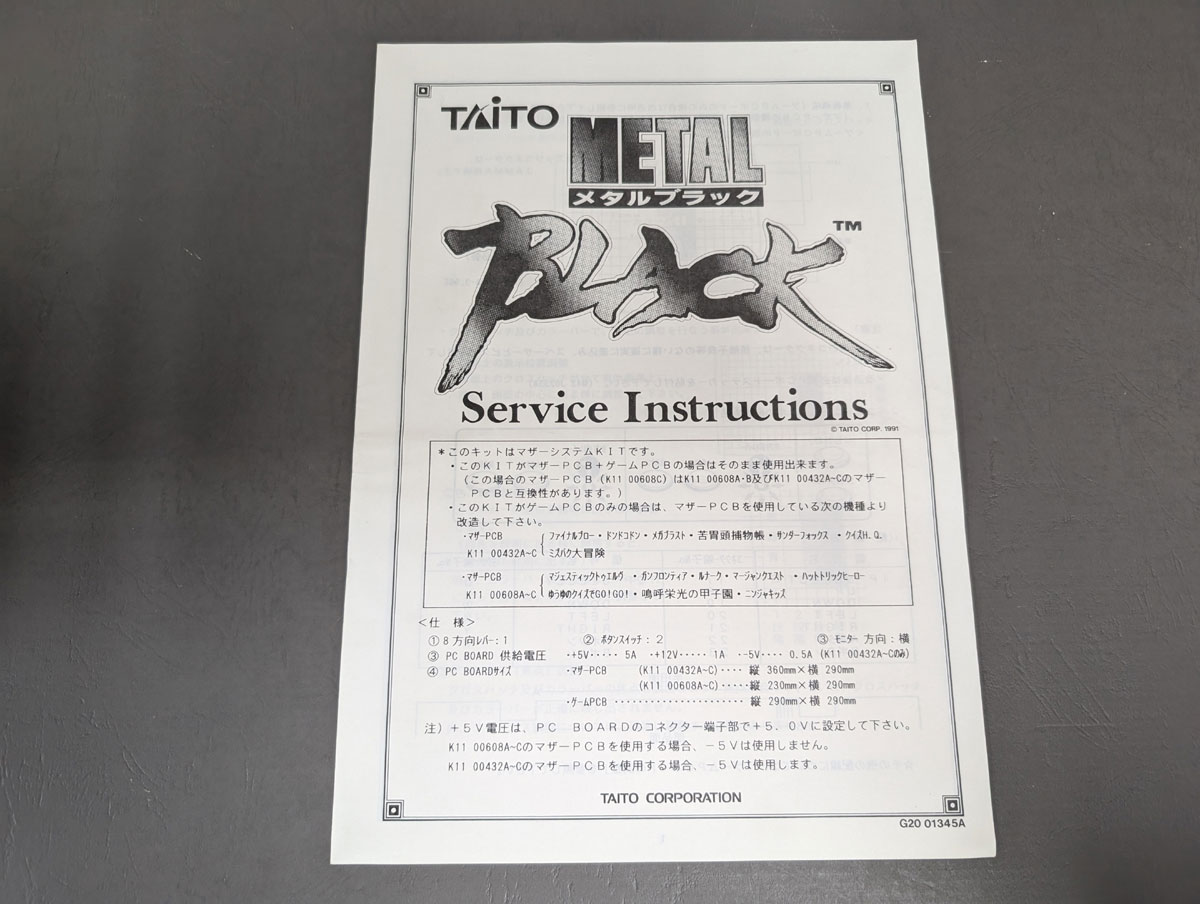 TAITO
METAL
メタルブラック
BLACK™
Service Instructions
© TAITO CORP. 1991
＊このキットはマザーシステムＫＩＴです。
・このＫＩＴがマザーＰＣＢ＋ゲームＰＣＢの場合はそのまま使用出来ます。
（この場合のマザーＰＣＢ（K11 00608C）はK11 00608A･B及びK11 00432A~Cのマザー
ＰＣＢと互換性があります。）
・このＫＩＴがゲームＰＣＢのみの場合は、マザーＰＣＢを使用している次の機種より
改造して下さい。
・マザーPCB ファイナルブロー・ドンドコドン・メガブラスト・苦胃頭捕物帳・サンダーフォックス ・クイズH.Q.
K11 00432A~C ミズバク大冒険
・マザーPCB マジェスティックトゥエルヴ ・ガンフロンティア・ルナーク・マージャンクエスト ・ハットトリックヒーロー
K11 00608A~C ゆうゆのクイズでGO!GO!・嗚呼栄光の甲子園・ニンジャキッズ
＜仕 様＞
① 8 方向レバー：1 ② ボタンスイッチ：2 ③ モニター 方向：横
③ PC BOARD 供給電圧 ・+5V‥‥‥ 5A ・+12V‥‥‥ 1A ・-5V‥‥‥ 0.5A (K11 00432A~Cのみ)
④ PC BOARDサイズ ・マザーPCB (K11 00432A~C)‥‥ 縦 360mm×横 290mm
(K11 00608A~C)‥‥‥縦 230mm×横 290mm
・ゲームPCB ‥‥‥‥‥‥‥‥‥‥‥ 縦 290mm×横 290mm
注）＋５Ｖ電圧は、ＰＣ ＢＯＡＲＤのコネクター端子部で＋５．０Ｖに設定して下さい。
K11 00608A~CのマザーＰＣＢを使用する場合、－５Ｖは使用しません。
K11 00432A~CのマザーＰＣＢを使用する場合、－５Ｖは使用します。
TAITO CORPORATION
G20 01345A